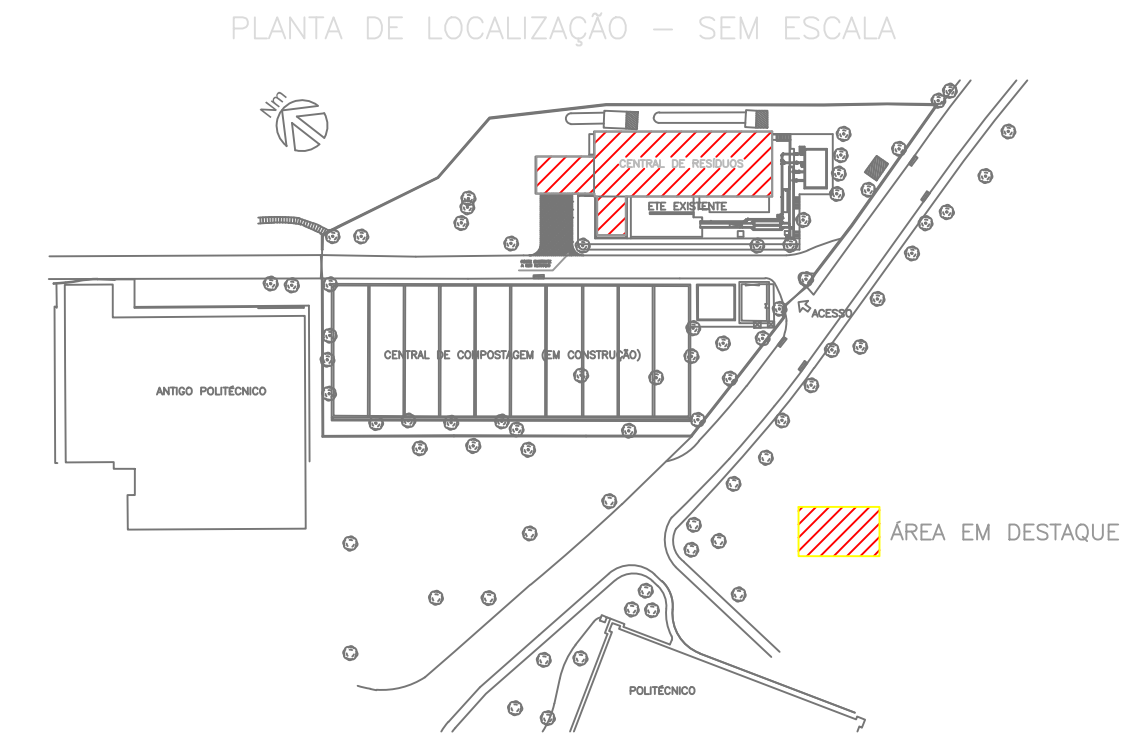 PLANTA DE LOCALIZAÇÃO – SEM ESCALA
Nm
CENTRAL DE RESÍDUOS
ETE EXISTENTE
ACESSO
CENTRAL DE COMPOSTAGEM (EM CONSTRUÇÃO)
ANTIGO POLITÉCNICO
ÁREA EM DESTAQUE
POLITÉCNICO